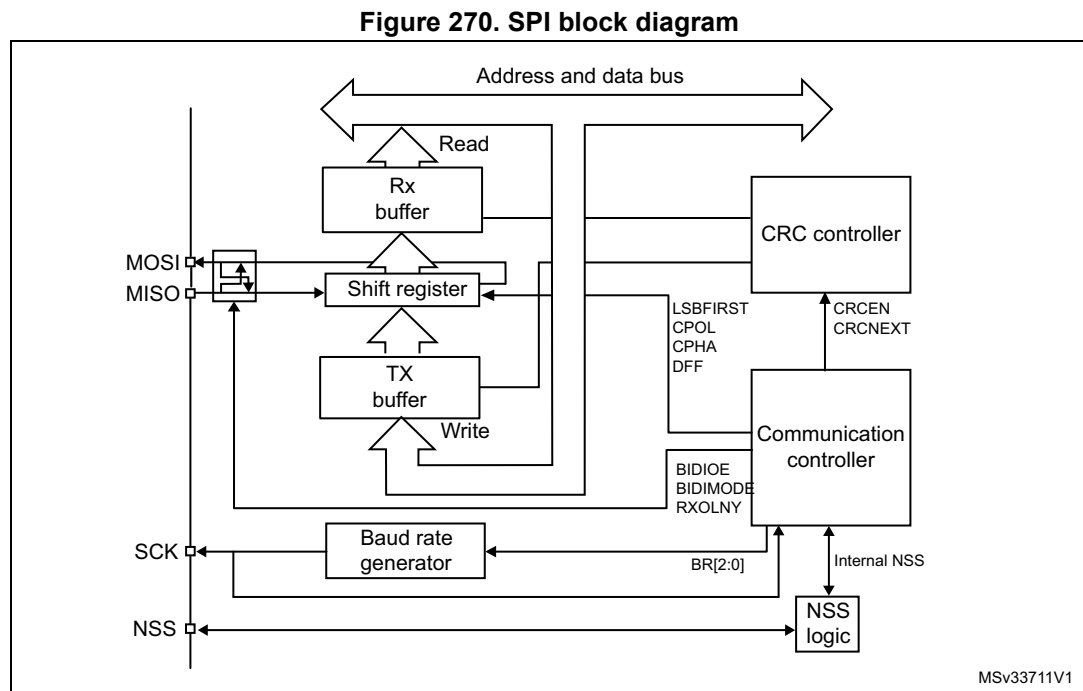 Figure 270. SPI block diagram
Address and data bus
Read
Rx
buffer
CRC controller
MOSI
MISO
Shift register
LSBFIRST
CPOL
CPHA
DFF
CRCEN
CRCNEXT
TX
buffer
Write
Communication
controller
BIDIOE
BIDIMODE
RXOLNY
SCK
Baud rate
generator
BR[2:0]
Internal NSS
NSS
NSS
logic
MSv33711V1